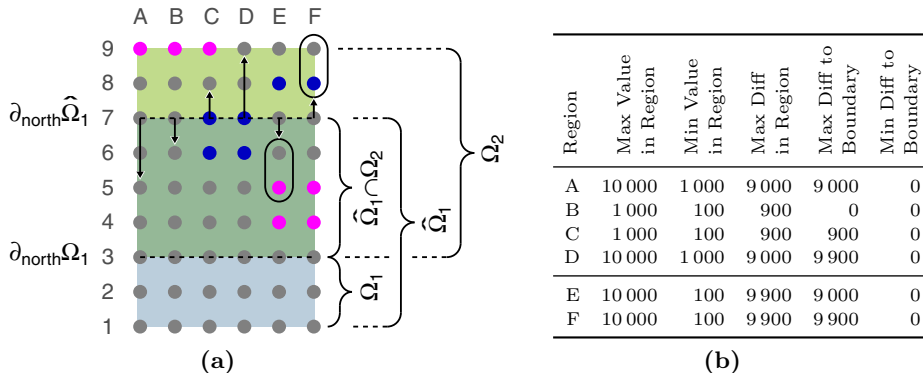 A B C D E F
9
8
∂northΩ̂1 7
6
5
4
∂northΩ1 3
2
1
Ω1
Ω̂1∩Ω2
Ω̂1
Ω2
(a)
Region Max Value in Region Min Value in Region Max Diff in Region Max Diff to Boundary Min Diff to Boundary
A 10 000 1 000 9 000 9 000 0
B 1 000 100 900 0 0
C 1 000 100 900 900 0
D 10 000 1 000 9 000 9 900 0
E 10 000 100 9 900 9 000 0
F 10 000 100 9 900 9 900 0
(b)